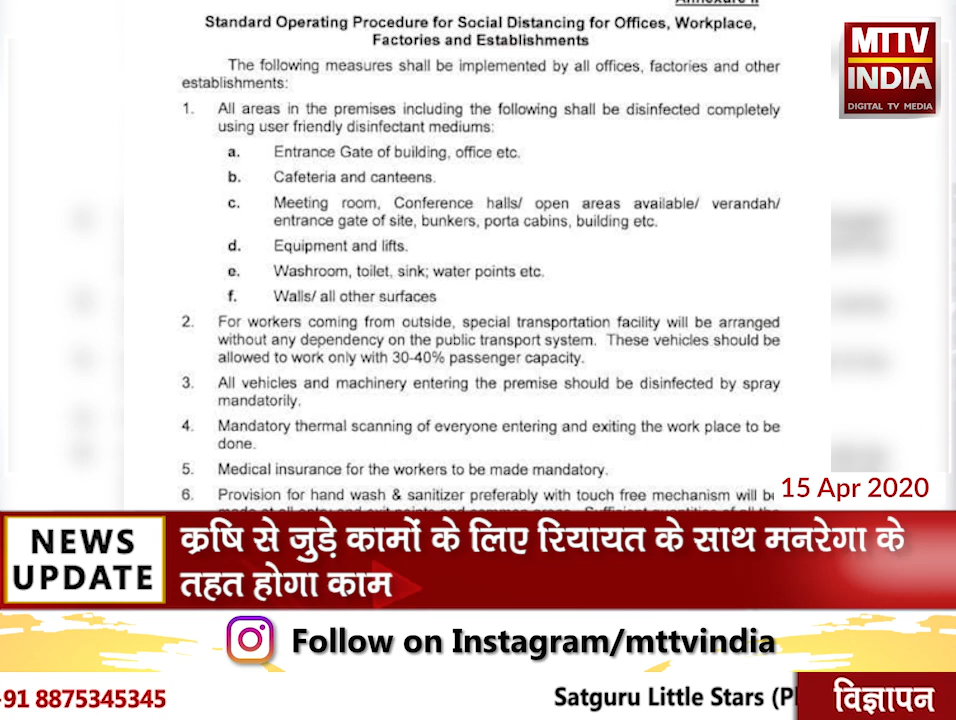 Annexure II
Standard Operating Procedure for Social Distancing for Offices, Workplace,
Factories and Establishments
The following measures shall be implemented by all offices, factories and other
establishments:
1. All areas in the premises including the following shall be disinfected completely
using user friendly disinfectant mediums:
a. Entrance Gate of building, office etc.
b. Cafeteria and canteens.
c. Meeting room, Conference halls/ open areas available/ verandah/
entrance gate of site, bunkers, porta cabins, building etc.
d. Equipment and lifts.
e. Washroom, toilet, sink; water points etc.
f. Walls/ all other surfaces
2. For workers coming from outside, special transportation facility will be arranged
without any dependency on the public transport system. These vehicles should be
allowed to work only with 30-40% passenger capacity.
3. All vehicles and machinery entering the premise should be disinfected by spray
mandatorily.
4. Mandatory thermal scanning of everyone entering and exiting the work place to be
done.
5. Medical insurance for the workers to be made mandatory.
6. Provision for hand wash & sanitizer preferably with touch free mechanism will be
MTTV
INDIA
DIGITAL TV MEDIA
15 Apr 2020
NEWS
UPDATE
क्रषि से जुड़े कामों के लिए रियायत के साथ मनरेगा के
तहत होगा काम
Follow on Instagram/mttvindia
-91 8875345345
Satguru Little Stars
विज्ञापन